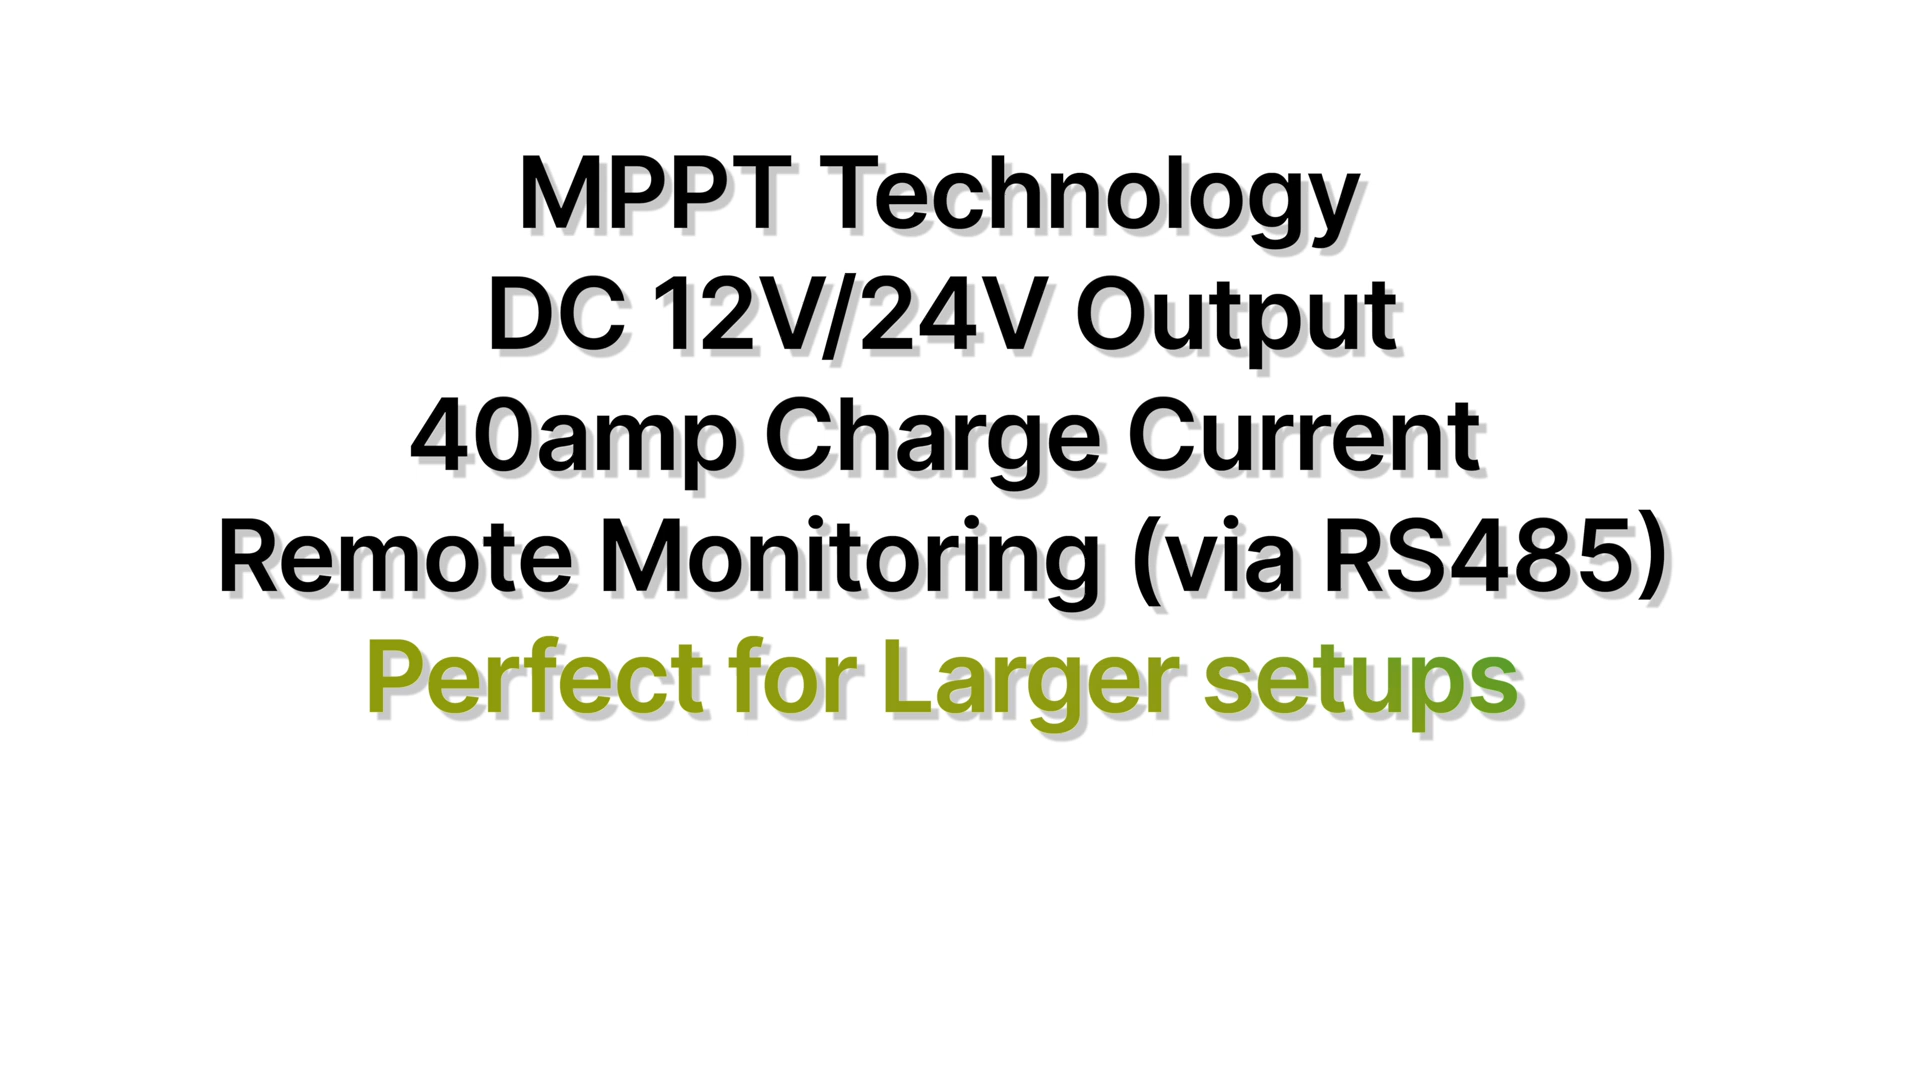 MPPT Technology
DC 12V/24V Output
40amp Charge Current
Remote Monitoring (via RS485)
Perfect for Larger setups